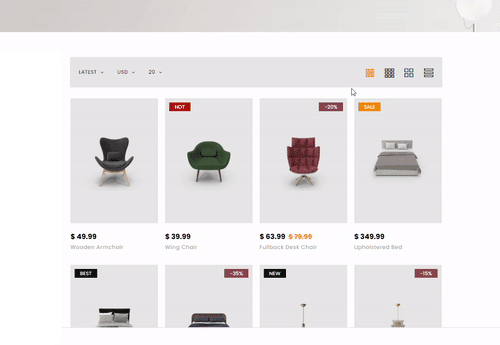 LATEST USD 20
HOT -20% SALE
$ 49.99 $ 39.99 $ 63.99 $ 79.99 $ 349.99
Wooden Armchair Wing Chair Fullback Desk Chair Upholstered Bed
BEST -35% NEW -15%